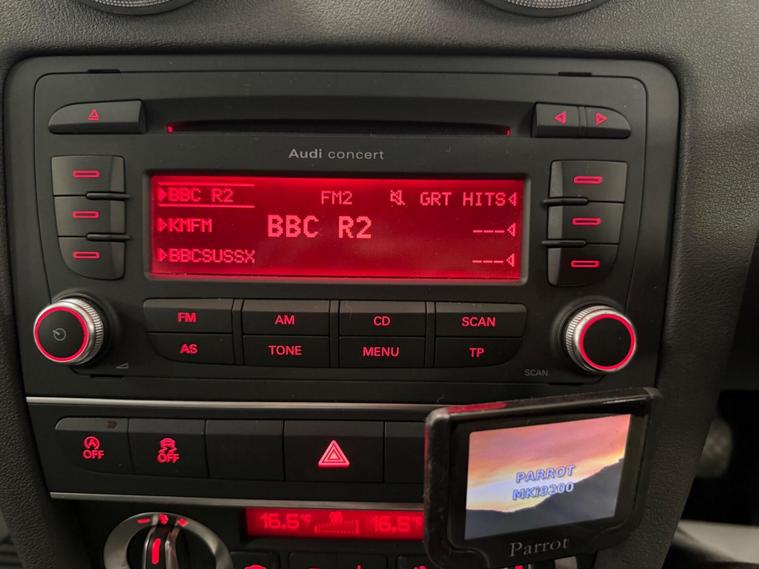 Audi concert
BBC R2 FM2 GRT HITS
KMFM BBC R2 ---
BBCSUSSX ---
FM AM CD SCAN
AS TONE MENU TP
SCAN
OFF OFF
PARROT
MKi9200
16.5°C 16.5°C
Parrot